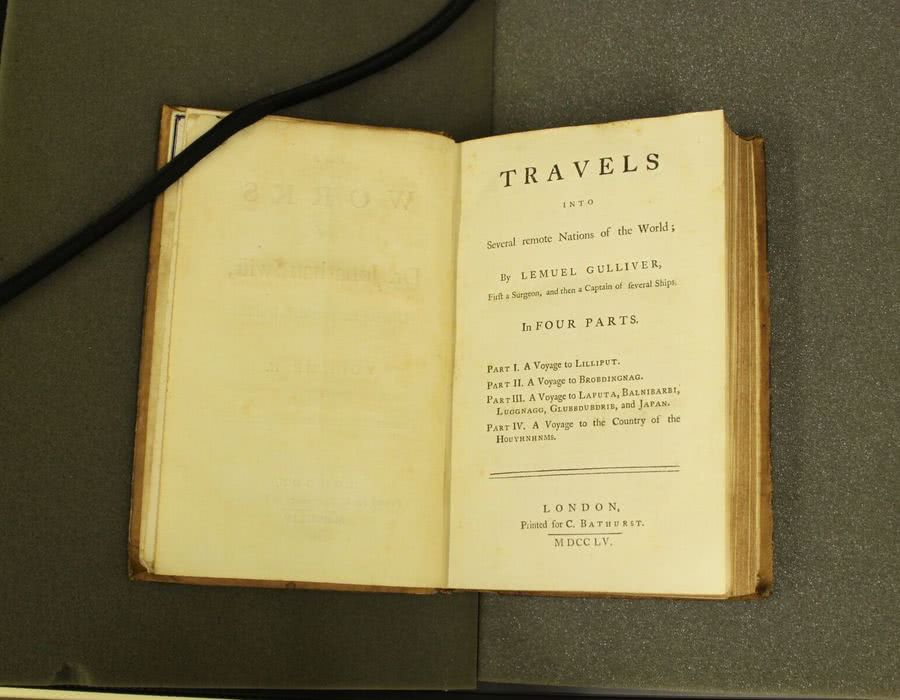 TRAVELS
INTO
Several remote Nations of the World;
By LEMUEL GULLIVER,
First a Surgeon, and then a Captain of several Ships.
In FOUR PARTS.
PART I. A Voyage to LILLIPUT.
PART II. A Voyage to BROBDINGNAG.
PART III. A Voyage to LAPUTA, BALNIBARBI,
LUGGNAGG, GLUBBDUBDRIB, and JAPAN.
PART IV. A Voyage to the Country of the
HOUYHNHNMS.
LONDON,
Printed for C. BATHURST.
MDCCLV.